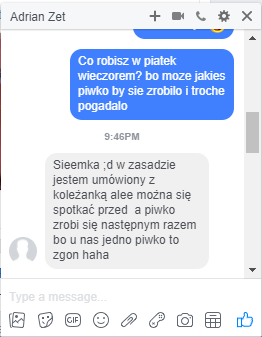 Adrian Zet
Co robisz w piatek
wieczorem? bo moze jakies
piwko by sie zrobilo i troche
pogadalo
9:46PM
Sieemka ;d w zasadzie
jestem umówiony z
koleżanką alee można się
spotkać przed a piwko
zrobi się następnym razem
bo u nas jedno piwko to
zgon haha
Type a message...
GIF